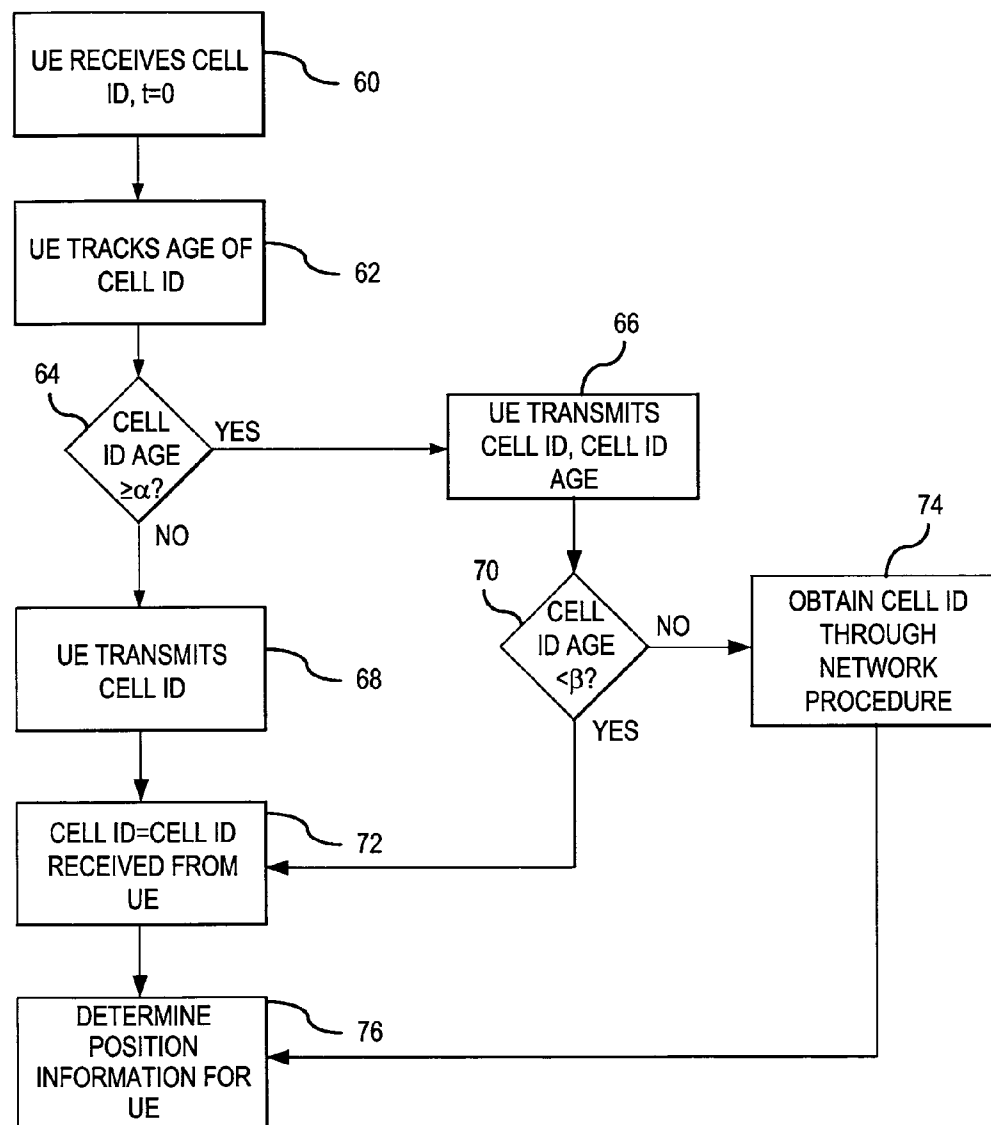 UE RECEIVES CELL
ID, t=0
60
UE TRACKS AGE OF
CELL ID
62
64
CELL
ID AGE
≥α?
YES
NO
66
UE TRANSMITS
CELL ID, CELL ID
AGE
70
CELL
ID AGE
<β?
NO
YES
74
OBTAIN CELL ID
THROUGH
NETWORK
PROCEDURE
UE TRANSMITS
CELL ID
68
CELL ID=CELL ID
RECEIVED FROM
UE
72
DETERMINE
POSITION
INFORMATION FOR
UE
76